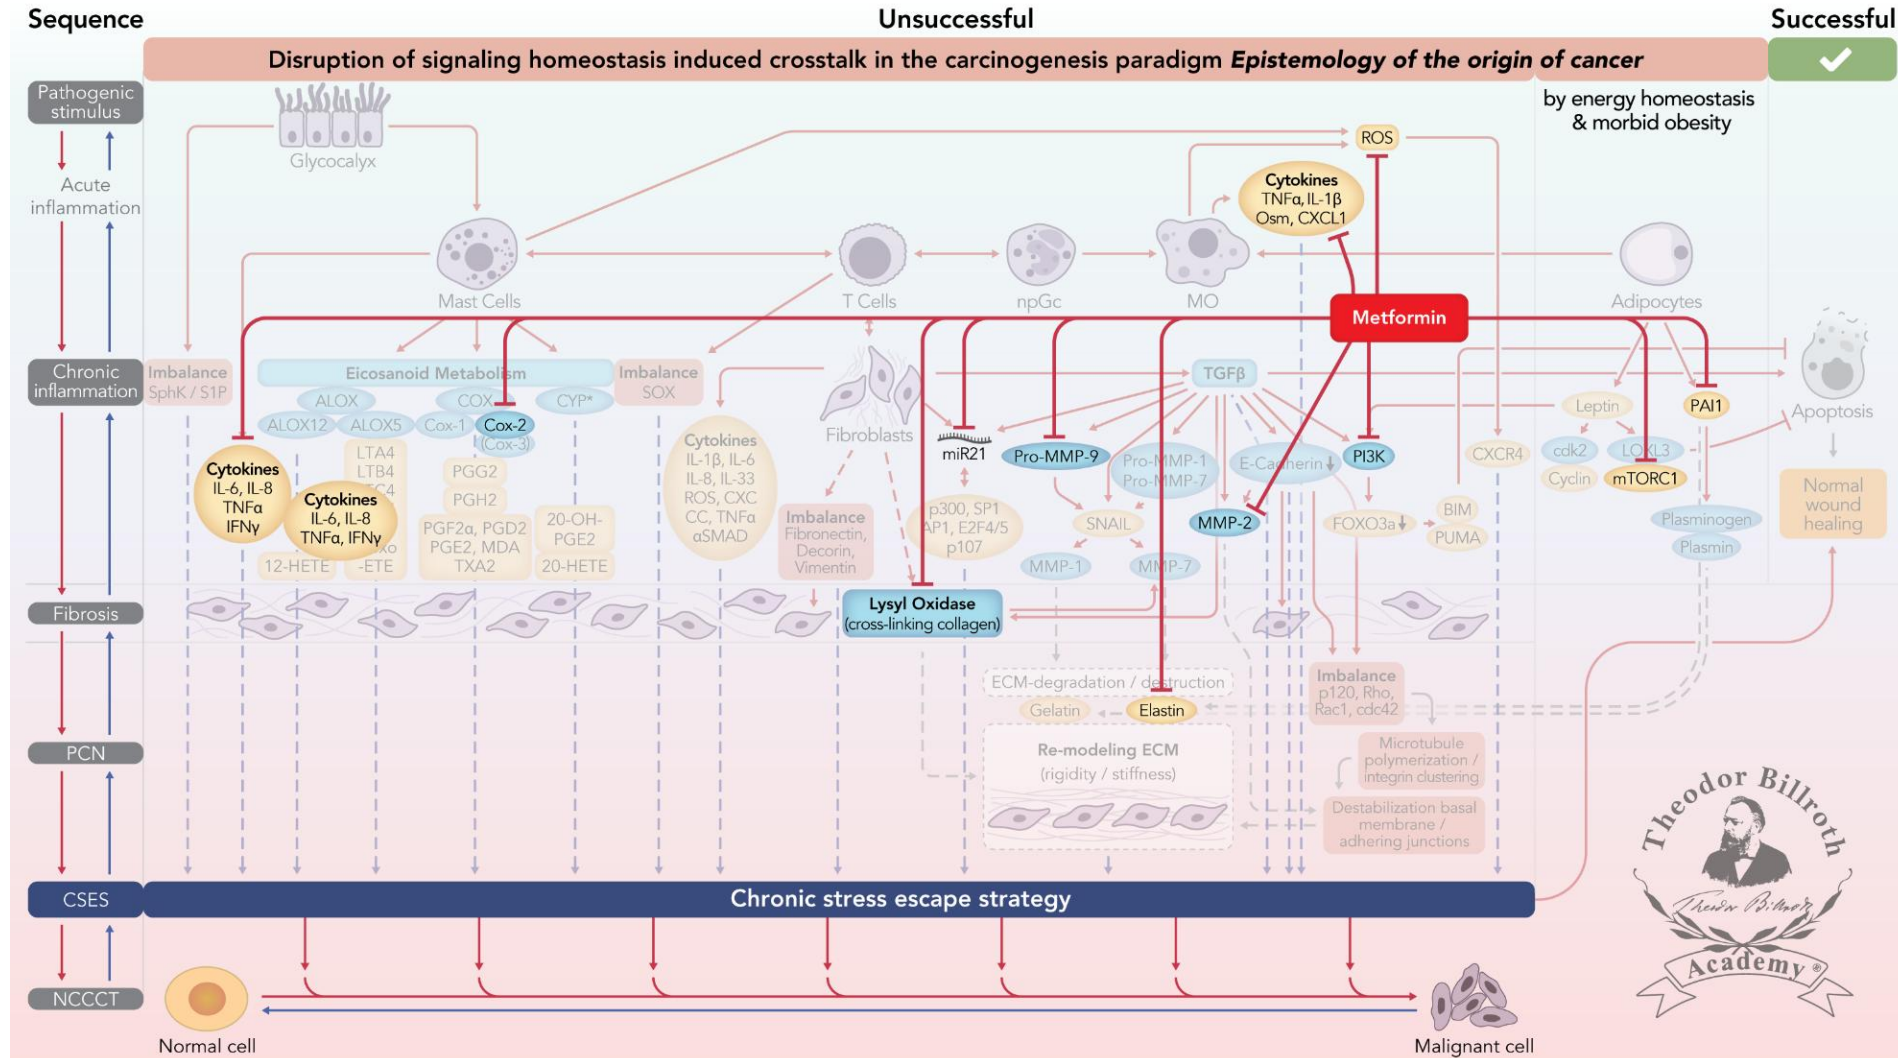 Sequence
Unsuccessful
Successful
Disruption of signaling homeostasis induced crosstalk in the carcinogenesis paradigm Epistemology of the origin of cancer
by energy homeostasis
& morbid obesity
Pathogenic
stimulus
Acute
inflammation
Chronic
inflammation
Fibrosis
PCN
CSES
NCCCT
Glycocalyx
ROS
Cytokines
TNFα, IL-1β
Osm, CXCL1
Mast Cells
T Cells
npGc
MO
Adipocytes
Metformin
Imbalance
SphK / S1P
Eicosanoid Metabolism
ALOX
COX
CYP*
ALOX12
ALOX5
Cox-1
Cox-2
(Cox-3)
Imbalance
SOX
TGFβ
Fibroblasts
Leptin
PAI1
Apoptosis
Cytokines
IL-6, IL-8
TNFα
IFNγ
Cytokines
IL-6, IL-8
TNFα, IFNγ
LTA4
LTB4
12-HETE
-ETE
PGG2
PGH2
PGF2α, PGD2
PGE2, MDA
TXA2
20-OH-
PGE2
20-HETE
Cytokines
IL-1β, IL-6
IL-8, IL-33
ROS, CXC
CC, TNFα
αSMAD
Imbalance
Fibronectin,
Decorin,
Vimentin
miR21
p300, SP1
AP1, E2F4/5
p107
Pro-MMP-9
Pro-MMP-1
Pro-MMP-7
E-Cadherin
PI3K
SNAIL
MMP-2
MMP-1
MMP-7
FOXO3a
BIM
PUMA
CXCR4
cdk2
LOXL3
Cyclin
mTORC1
Plasminogen
Plasmin
Normal
wound
healing
Lysyl Oxidase
(cross-linking collagen)
ECM-degradation / destruction
Gelatin
Elastin
Re-modeling ECM
(rigidity / stiffness)
Imbalance
p120, Rho,
Rac1, cdc42
Microtubule
polymerization /
integrin clustering
Destabilization basal
membrane /
adhering junctions
Chronic stress escape strategy
Normal cell
Malignant cell
Theodor Billroth
Theodor Billroth
Academy ®